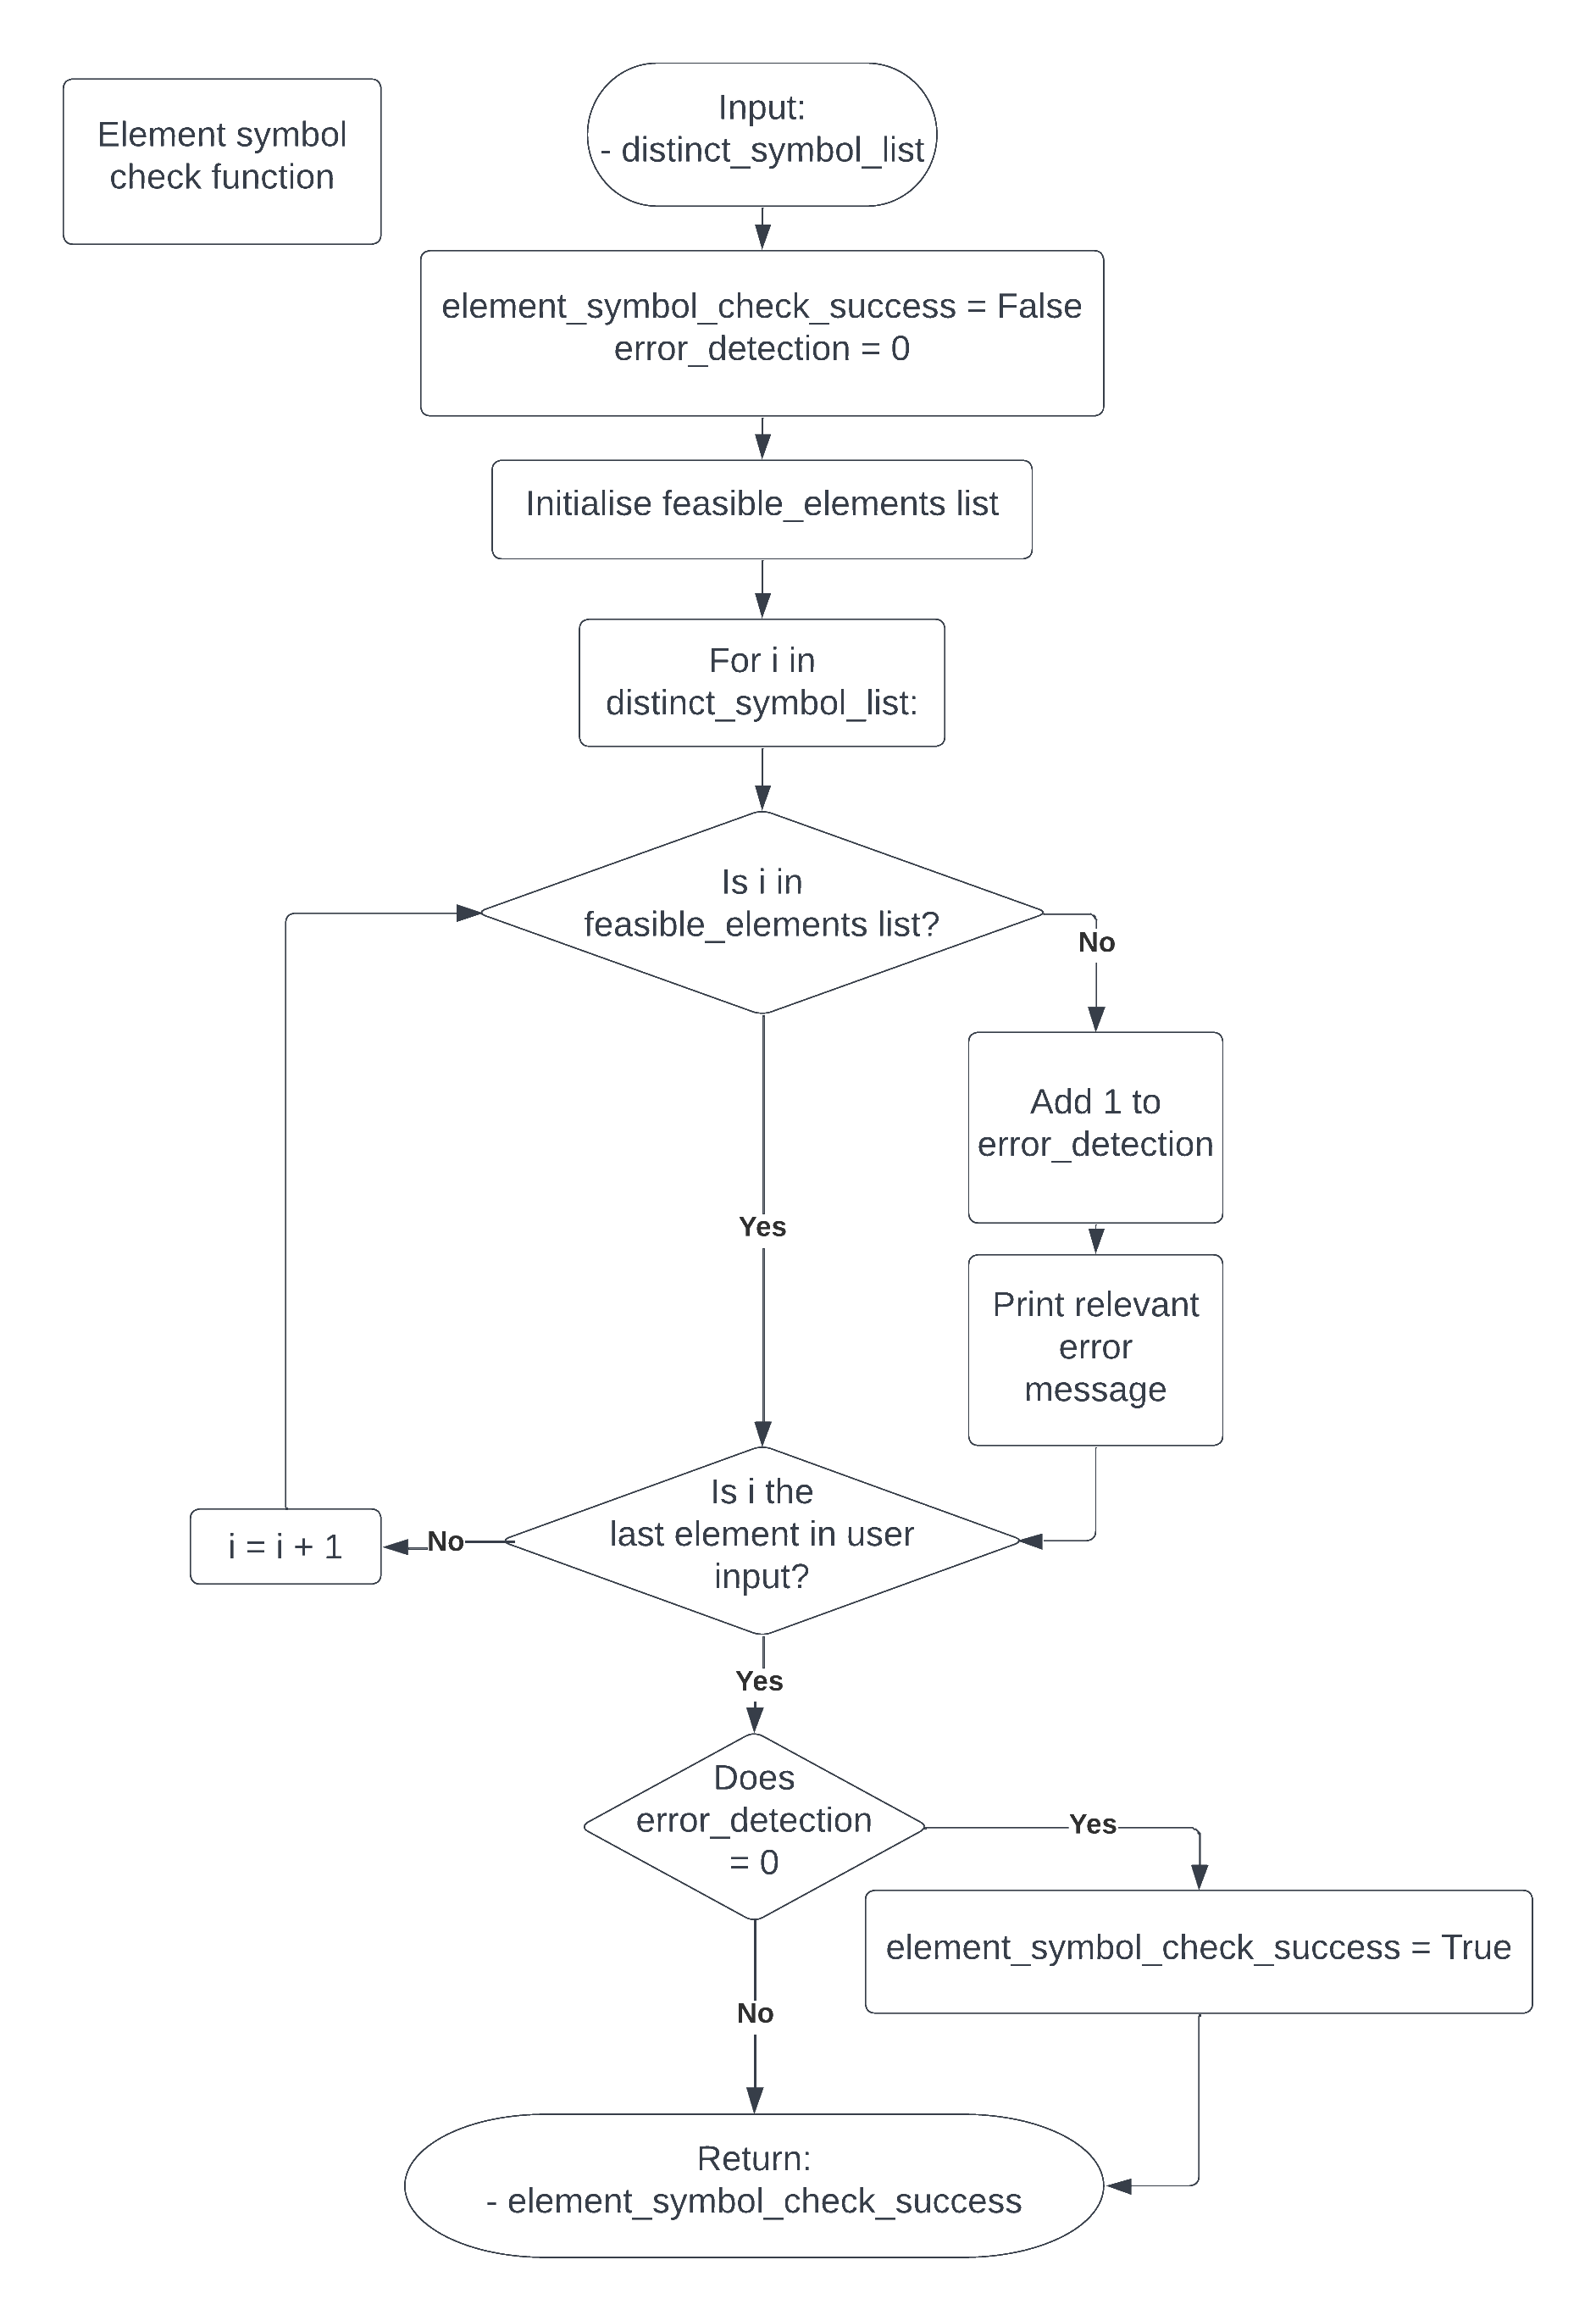 Element symbol
check function
Input:
- distinct_symbol_list
element_symbol_check_success = False
error_detection = 0
Initialise feasible_elements list
For i in
distinct_symbol_list:
Is i in
feasible_elements list?
No
Add 1 to
error_detection
Yes
Print relevant
error
message
Is i the
last element in user
input?
No
i = i + 1
Yes
Does
error_detection
= 0
Yes
element_symbol_check_success = True
No
Return:
- element_symbol_check_success